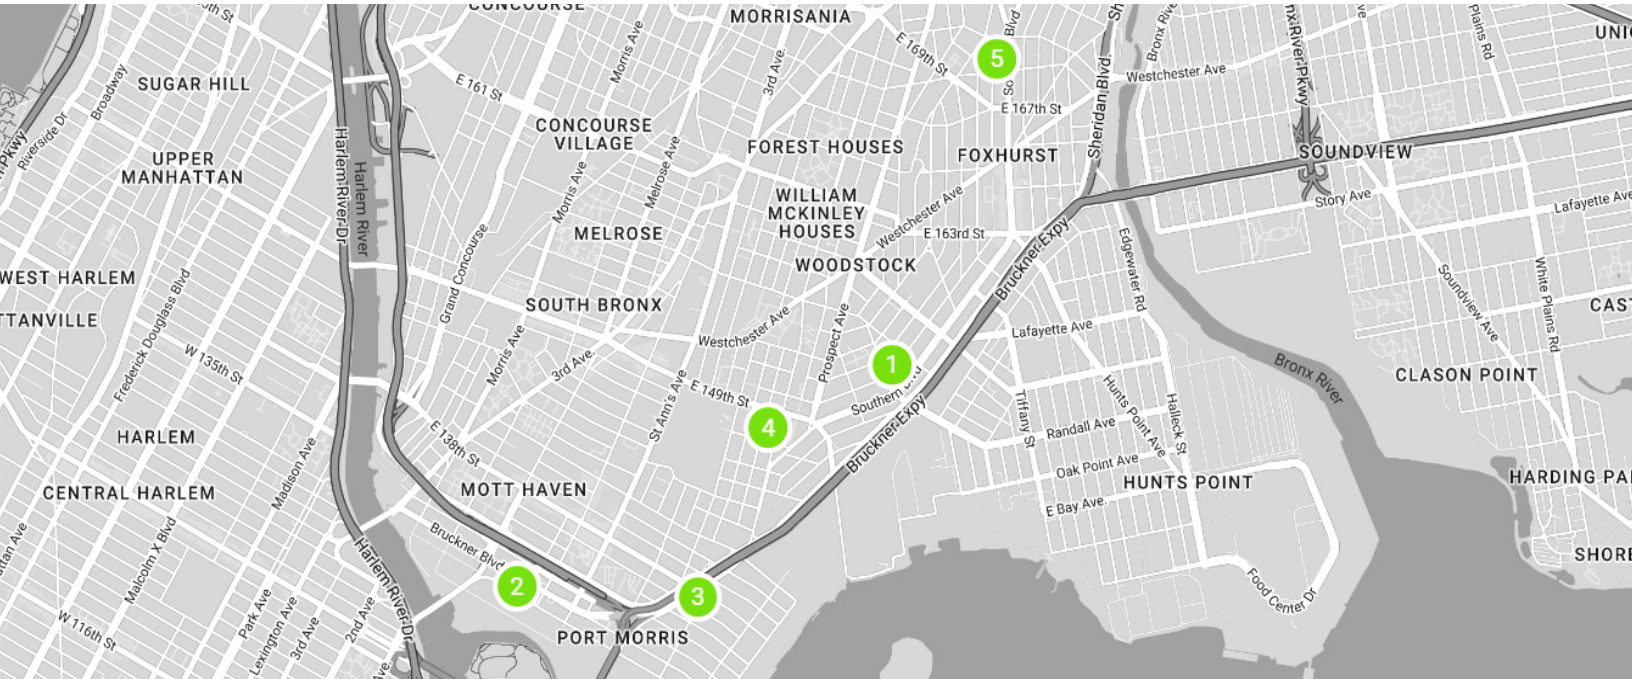 CONCOURSE
MORRISANIA
Blvd
Plains Rd
E 169th St
5
Morris Ave
3rd Ave.
Broadway
SUGAR HILL
E 161 St
Westchester Ave
E 167th St
Sheridan Blvd.
Riverside Dr
Pkwy
UPPER
MANHATTAN
CONCOURSE
VILLAGE
FOREST HOUSES
FOXHURST
SOUNDVIEW
Harlem River Dr
Harlem River
Morris Ave
Melrose Ave
WILLIAM
MCKINLEY
HOUSES
Westchester Ave
Story Ave
Lafayette Ave
MELROSE
E 163rd St
WOODSTOCK
Bruckner Expy
Edgewater Rd
WEST HARLEM
Grand Concourse
SOUTH BRONX
Soundview Ave
White Plains Rd
TTANVILLE
Frederick Douglass Blvd
W 135th St
Morris Ave
3rd Ave.
Westchester Ave
Prospect Ave
Lafayette Ave
1
CAST
Bronx River
CLASON POINT
E 149th St
St Ann's Ave
4
Southern Blvd
Bruckner Expy
Tiffany St
Hunts Point Ave
Halleck St
Randall Ave
Oak Point Ave
HARLEM
E 138th St
Madison Ave
CENTRAL HARLEM
MOTT HAVEN
HUNTS POINT
E Bay Ave
HARDING PA
Malcolm X Blvd
Bruckner Blvd
2
3
Harlem River Dr
Food Center Dr
SHORE
W 116th St
Park Ave
Lexington Ave
3rd Ave
2nd Ave
PORT MORRIS